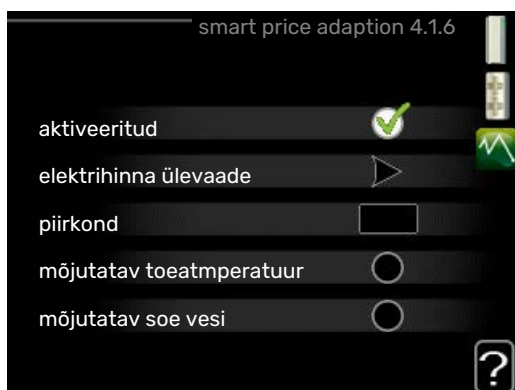 smart price adaption 4.1.6
aktiveeritud
elektrihinna ülevaade
piirkond
mõjutatav toeatmperatuur
mõjutatav soe vesi
?